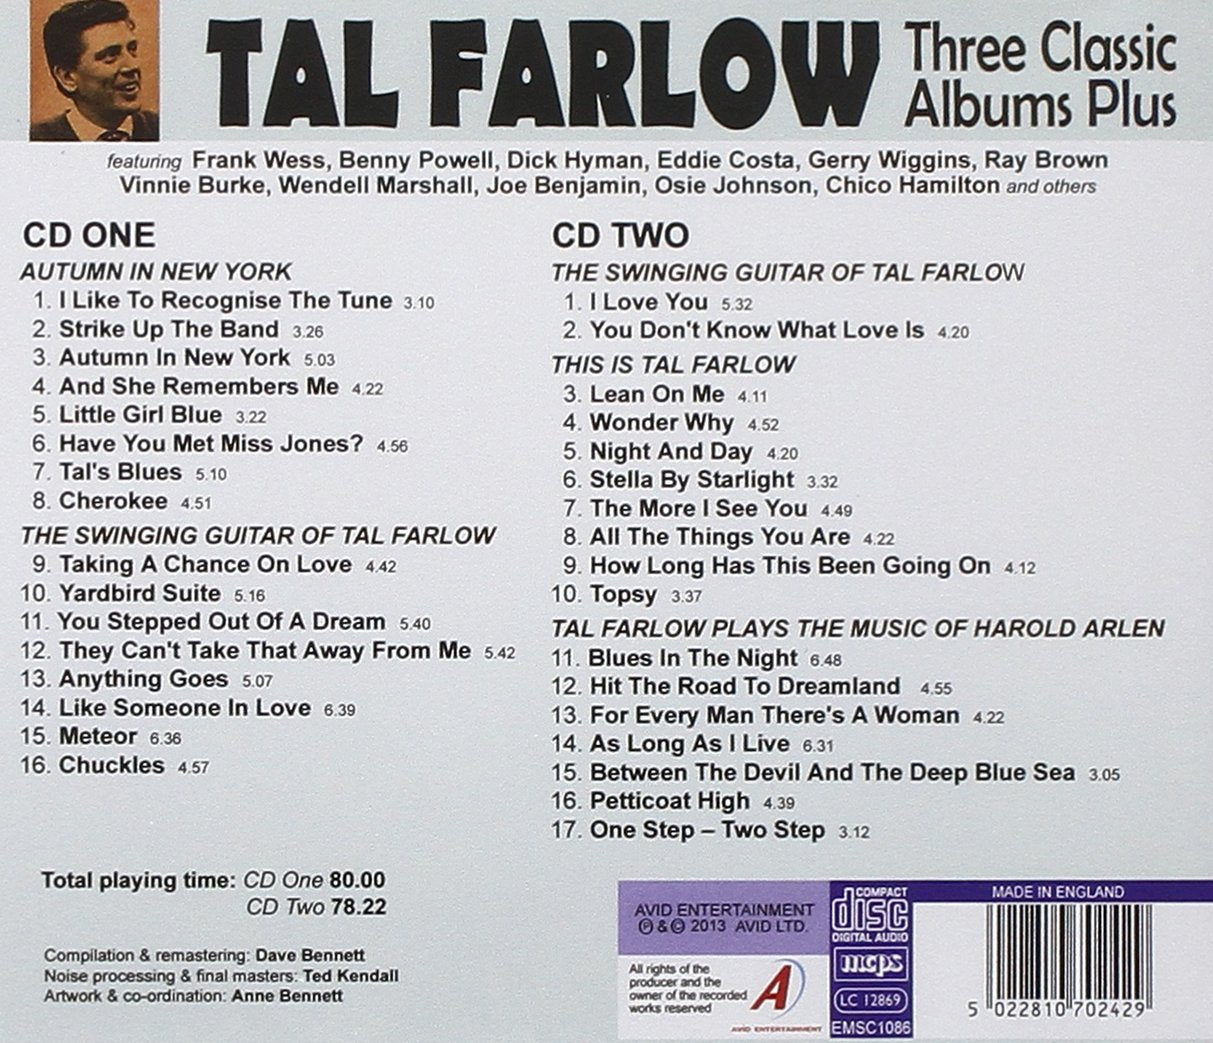 TAL FARLOW
Three Classic
Albums Plus
featuring Frank Wess, Benny Powell, Dick Hyman, Eddie Costa, Gerry Wiggins, Ray Brown
Vinnie Burke, Wendell Marshall, Joe Benjamin, Osie Johnson, Chico Hamilton and others
CD ONE
AUTUMN IN NEW YORK
1. I Like To Recognise The Tune 3.10
2. Strike Up The Band 3.26
3. Autumn In New York 5.03
4. And She Remembers Me 4.22
5. Little Girl Blue 3.22
6. Have You Met Miss Jones? 4.56
7. Tal's Blues 5.10
8. Cherokee 4.51
THE SWINGING GUITAR OF TAL FARLOW
9. Taking A Chance On Love 4.42
10. Yardbird Suite 5.16
11. You Stepped Out Of A Dream 5.40
12. They Can't Take That Away From Me 5.42
13. Anything Goes 5.07
14. Like Someone In Love 6.39
15. Meteor 6.36
16. Chuckles 4.57
CD TWO
THE SWINGING GUITAR OF TAL FARLOW
1. I Love You 5.32
2. You Don't Know What Love Is 4.20
THIS IS TAL FARLOW
3. Lean On Me 4.11
4. Wonder Why 4.52
5. Night And Day 4.20
6. Stella By Starlight 3.32
7. The More I See You 4.49
8. All The Things You Are 4.22
9. How Long Has This Been Going On 4.12
10. Topsy 3.37
TAL FARLOW PLAYS THE MUSIC OF HAROLD ARLEN
11. Blues In The Night 6.48
12. Hit The Road To Dreamland 4.55
13. For Every Man There's A Woman 4.22
14. As Long As I Live 6.31
15. Between The Devil And The Deep Blue Sea 3.05
16. Petticoat High 4.39
17. One Step – Two Step 3.12
Total playing time: CD One 80.00
CD Two 78.22
Compilation & remastering: Dave Bennett
Noise processing & final masters: Ted Kendall
Artwork & co-ordination: Anne Bennett
AVID ENTERTAINMENT
℗ & © 2013 AVID LTD.
All rights of the
producer and the
owner of the recorded
works reserved
A
AVID ENTERTAINMENT
COMPACT
disc
DIGITAL AUDIO
mcps
LC 12869
EMSC1086
MADE IN ENGLAND
5 022810 702429